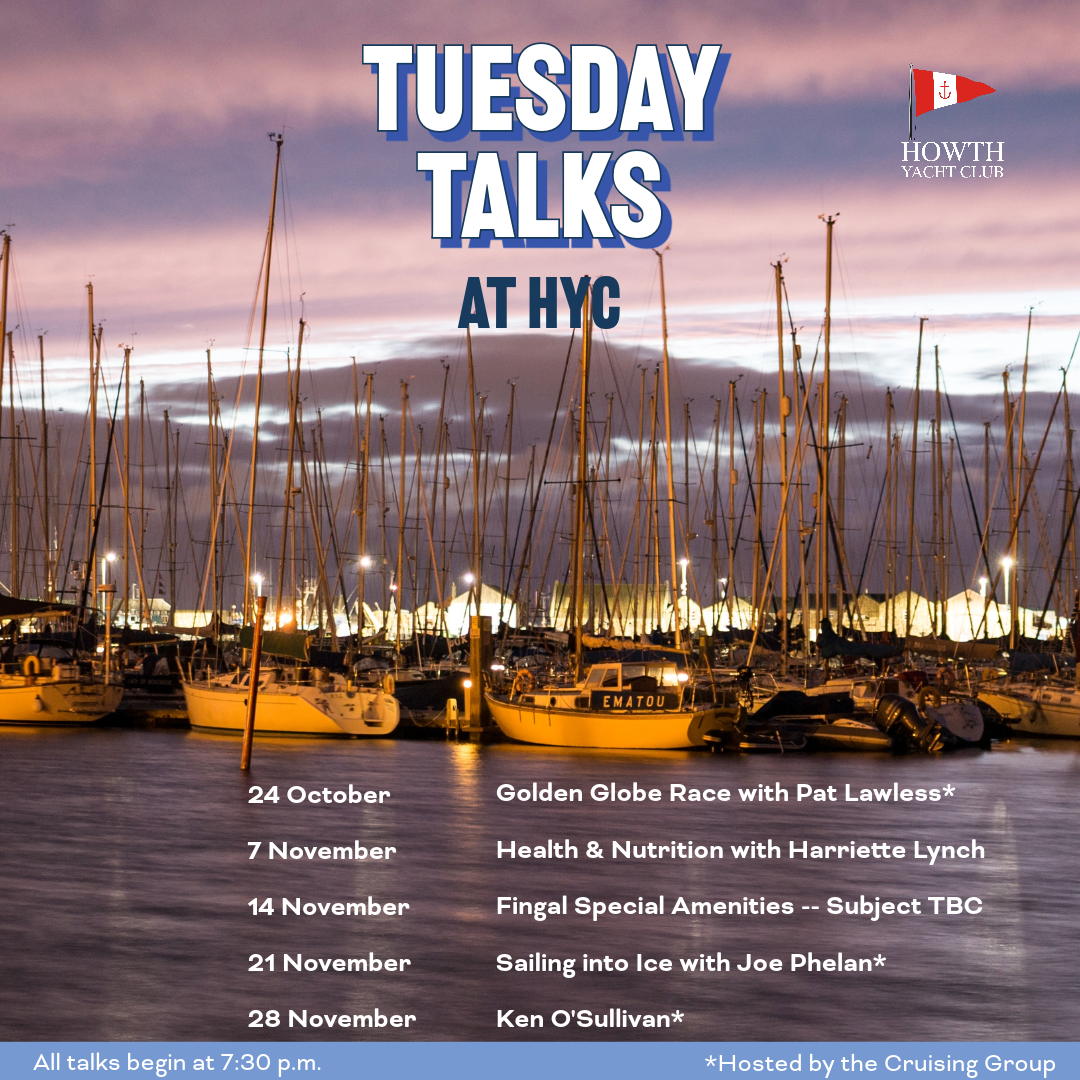 TUESDAY
TALKS
AT HYC
HOWTH
YACHT CLUB
EMATOU
24 October Golden Globe Race with Pat Lawless*
7 November Health & Nutrition with Harriette Lynch
14 November Fingal Special Amenities -- Subject TBC
21 November Sailing into Ice with Joe Phelan*
28 November Ken O'Sullivan*
All talks begin at 7:30 p.m. *Hosted by the Cruising Group